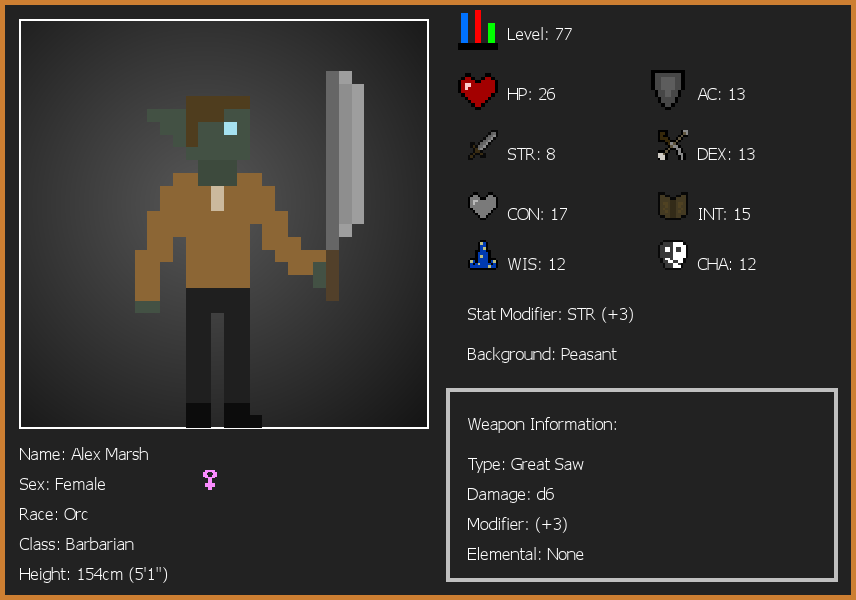 Level: 77
HP: 26
AC: 13
STR: 8
DEX: 13
CON: 17
INT: 15
WIS: 12
CHA: 12
Stat Modifier: STR (+3)
Background: Peasant
Weapon Information:
Type: Great Saw
Damage: d6
Modifier: (+3)
Elemental: None
Name: Alex Marsh
Sex: Female
Race: Orc
Class: Barbarian
Height: 154cm (5'1")